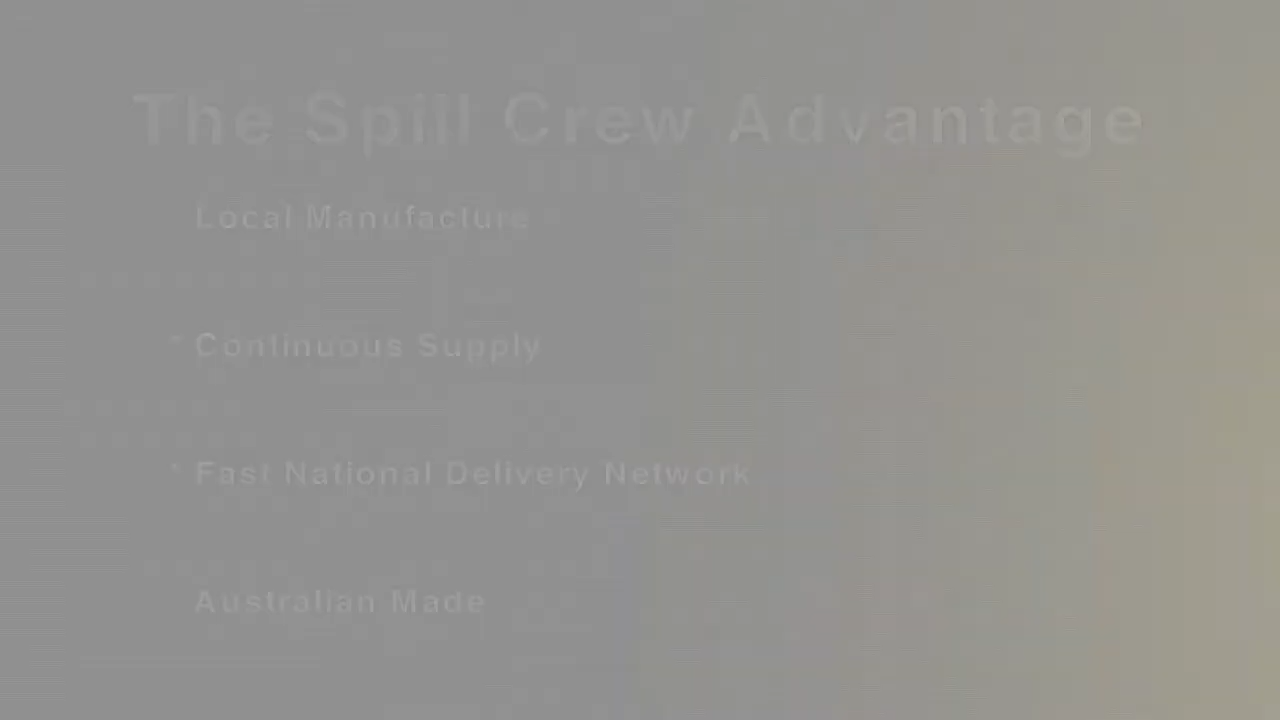 The Spill Crew Advantage
Local Manufacture
* Continuous Supply
* Fast National Delivery Network
Australian Made